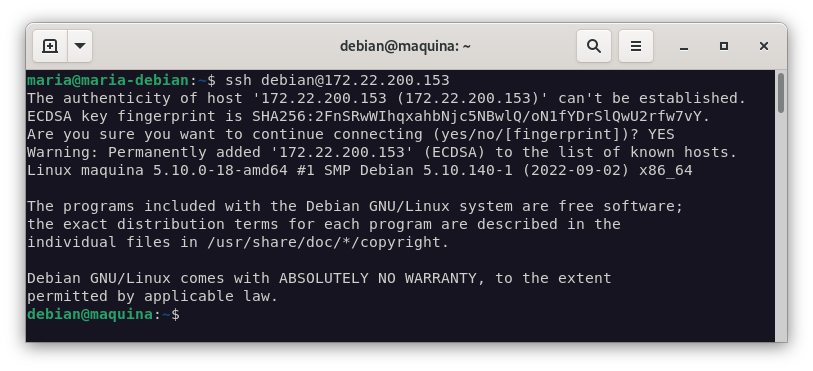 debian@maquina: ~
maria@maria-debian:~$ ssh debian@172.22.200.153
The authenticity of host '172.22.200.153 (172.22.200.153)' can't be established.
ECDSA key fingerprint is SHA256:2FnSRwWIhqxahbNjc5NBwlQ/oN1fYDrSlQwU2rfw7vY.
Are you sure you want to continue connecting (yes/no/[fingerprint])? YES
Warning: Permanently added '172.22.200.153' (ECDSA) to the list of known hosts.
Linux maquina 5.10.0-18-amd64 #1 SMP Debian 5.10.140-1 (2022-09-02) x86_64

The programs included with the Debian GNU/Linux system are free software;
the exact distribution terms for each program are described in the
individual files in /usr/share/doc/*/copyright.

Debian GNU/Linux comes with ABSOLUTELY NO WARRANTY, to the extent
permitted by applicable law.
debian@maquina:~$